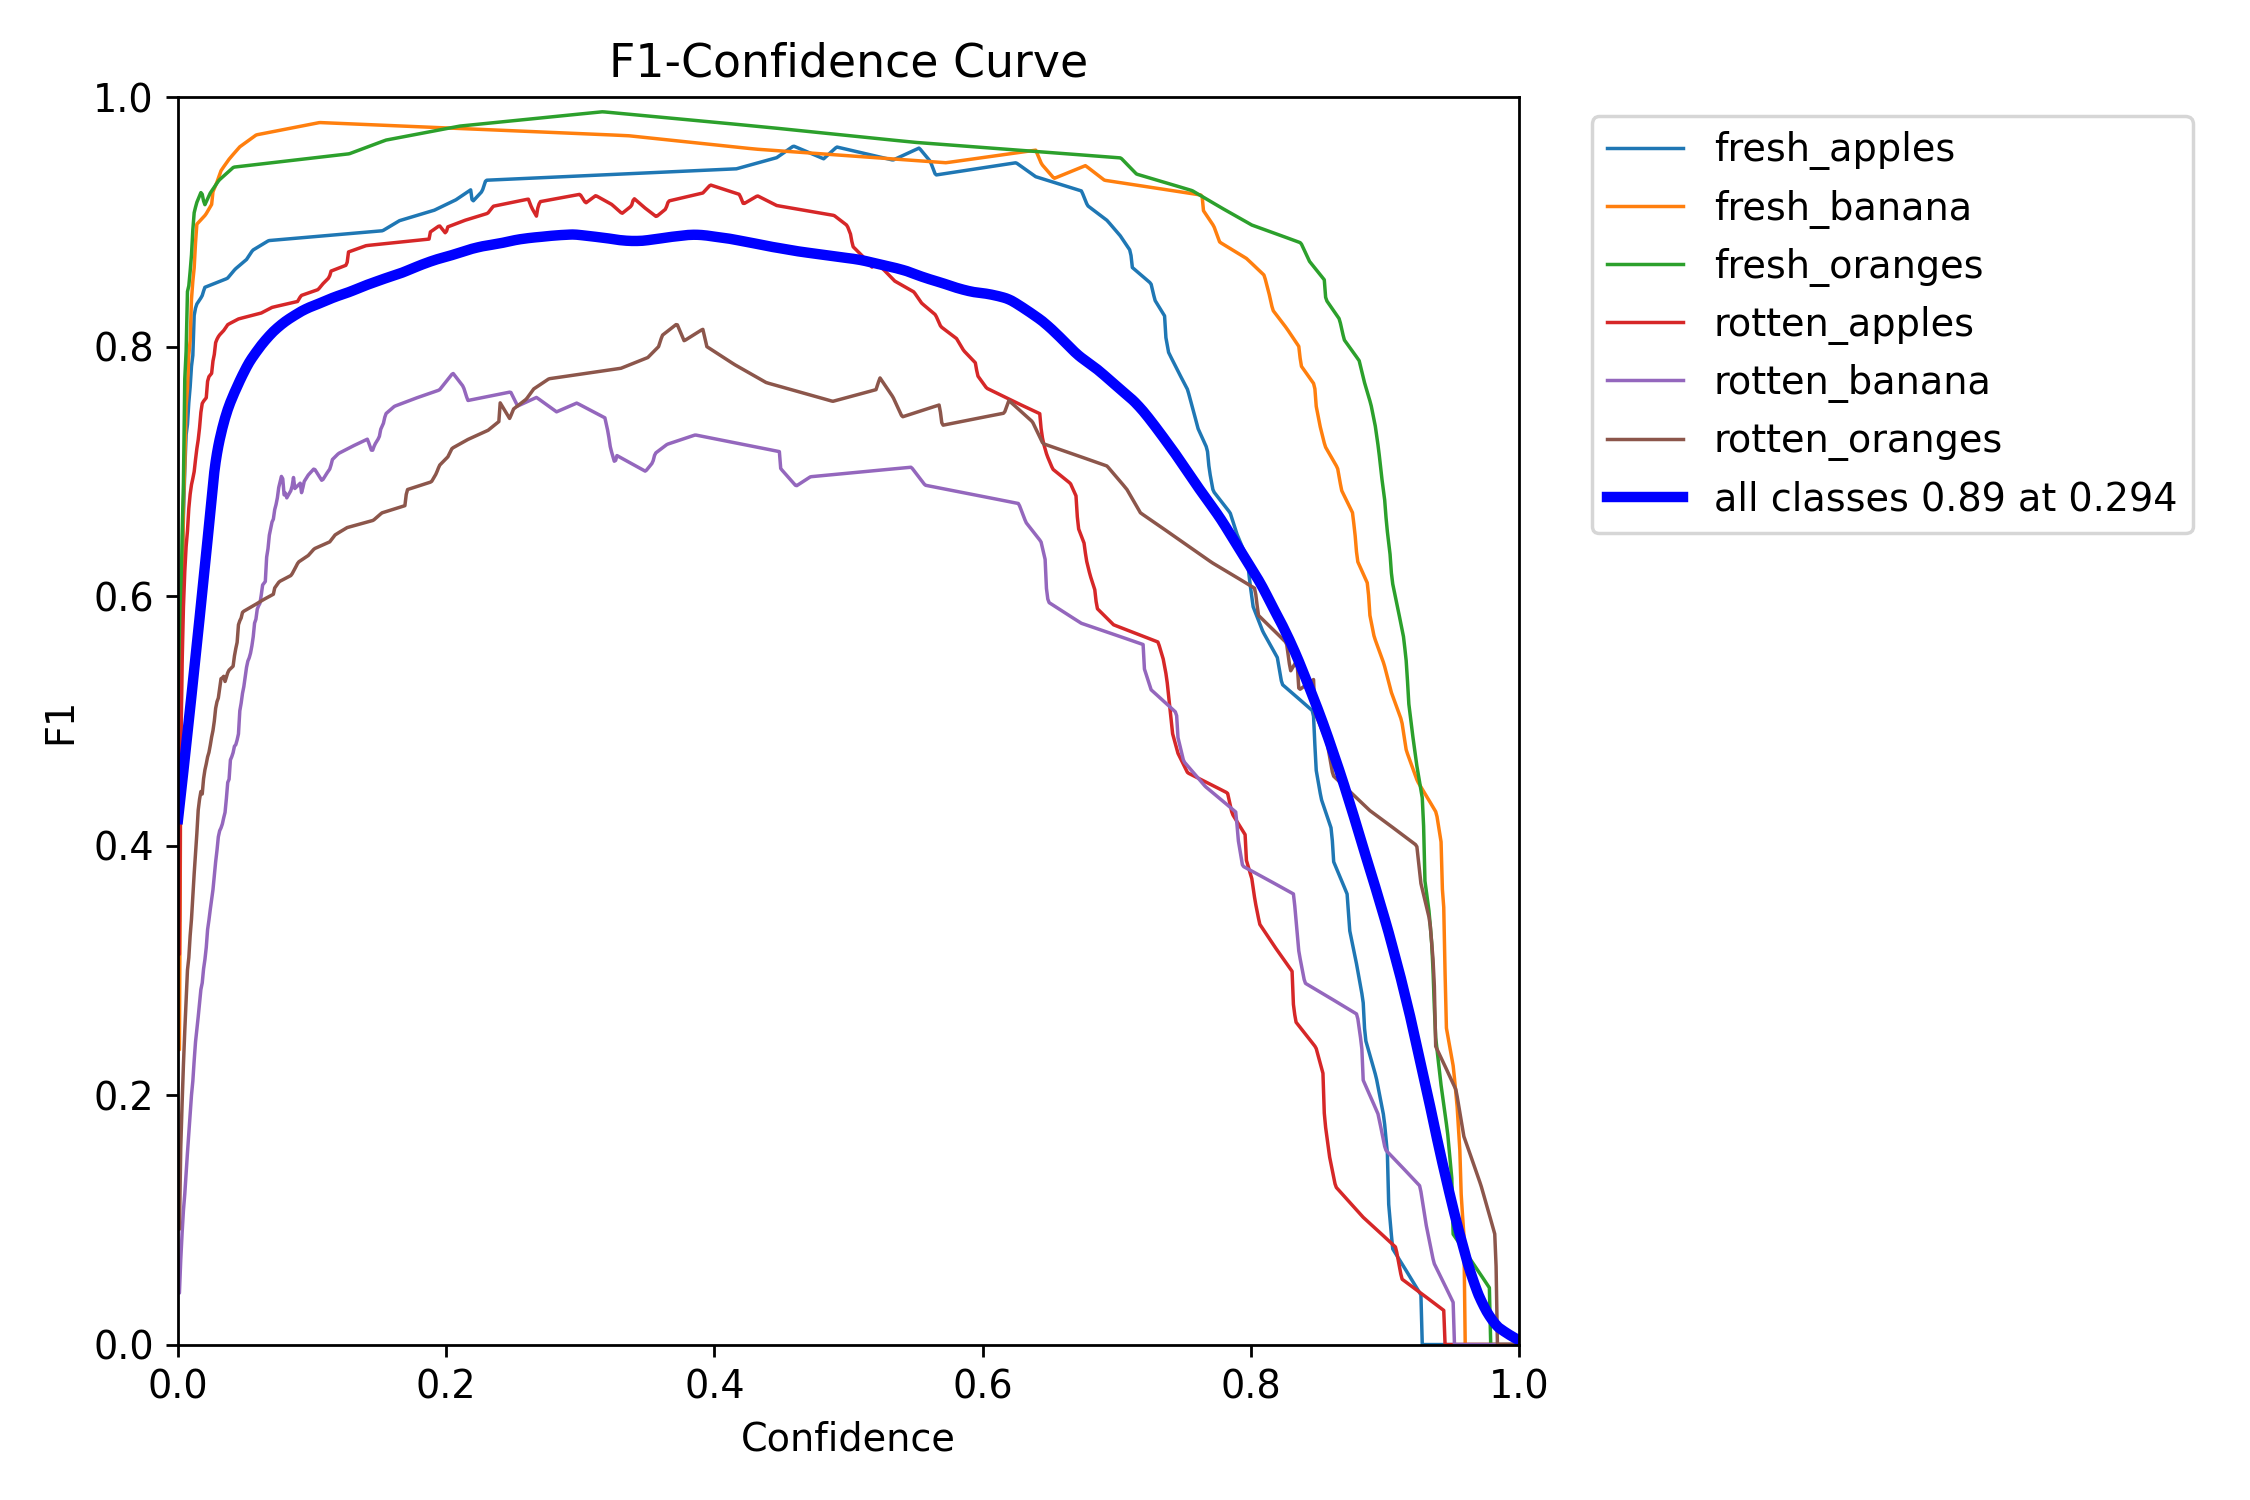 F1-Confidence Curve
1.0
0.8
0.6
0.4
0.2
0.0
F1
0.0 0.2 0.4 0.6 0.8 1.0
Confidence
fresh_apples
fresh_banana
fresh_oranges
rotten_apples
rotten_banana
rotten_oranges
all classes 0.89 at 0.294